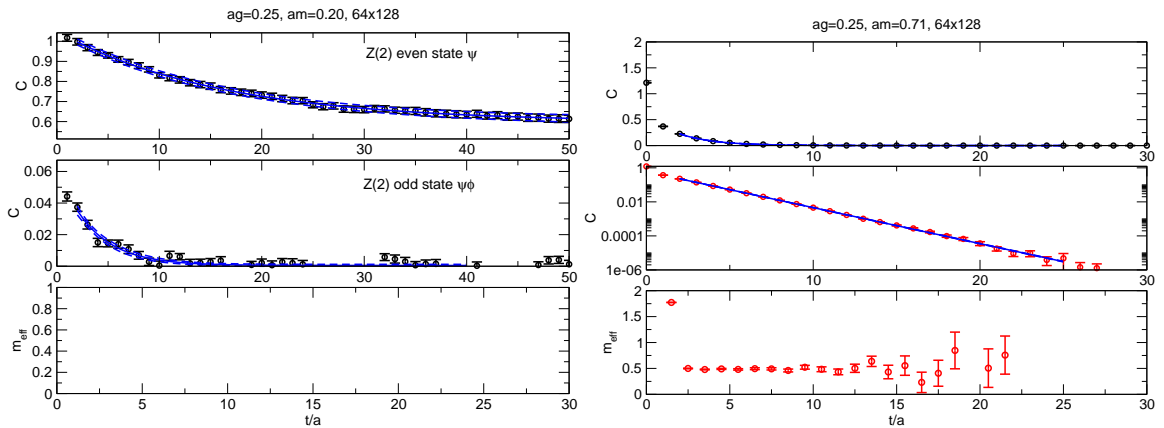 ag=0.25, am=0.20, 64x128
1
0.9
0.8
0.7
0.6
C
Z(2) even state ψ
0 10 20 30 40 50
0.06
0.04
0.02
0
C
Z(2) odd state ψϕ
0 10 20 30 40 50
1
0.8
0.6
0.4
0.2
0
m_eff
0 5 10 15 20 25 30
t/a
ag=0.25, am=0.71, 64x128
2
1.5
1
0.5
0
C
0 5 10 15 20 25 30
1
0.01
0.0001
1e-06
C
0 10 20 30
2
1.5
1
0.5
0
m_eff
0 5 10 15 20 25 30
t/a